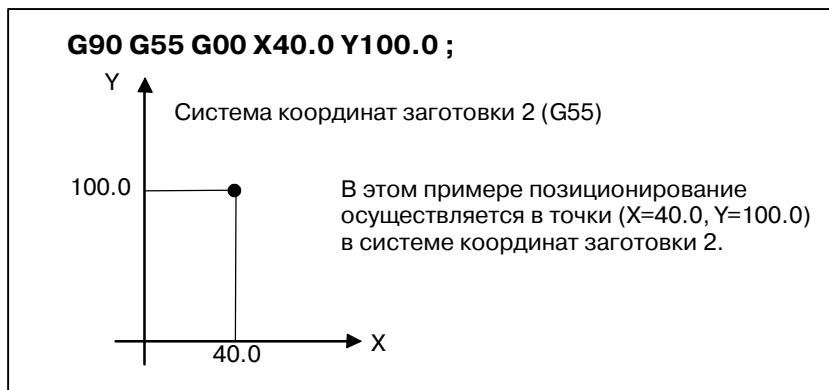 G90 G55 G00 X40.0 Y100.0 ;
Y
Система координат заготовки 2 (G55)
100.0
В этом примере позиционирование
осуществляется в точки (X=40.0, Y=100.0)
в системе координат заготовки 2.
X
40.0